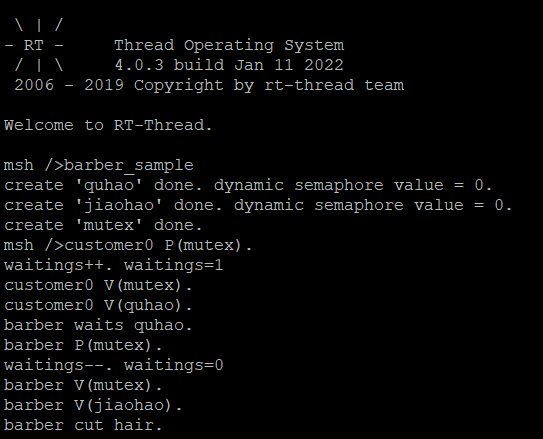 \ | /
- RT -     Thread Operating System
 / | \     4.0.3 build Jan 11 2022
 2006 - 2019 Copyright by rt-thread team
Welcome to RT-Thread.
msh />barber_sample
create 'quhao' done. dynamic semaphore value = 0.
create 'jiaohao' done. dynamic semaphore value = 0.
create 'mutex' done.
msh />customer0 P(mutex).
waitings++. waitings=1
customer0 V(mutex).
customer0 V(quhao).
barber waits quhao.
barber P(mutex).
waitings--. waitings=0
barber V(mutex).
barber V(jiaohao).
barber cut hair.